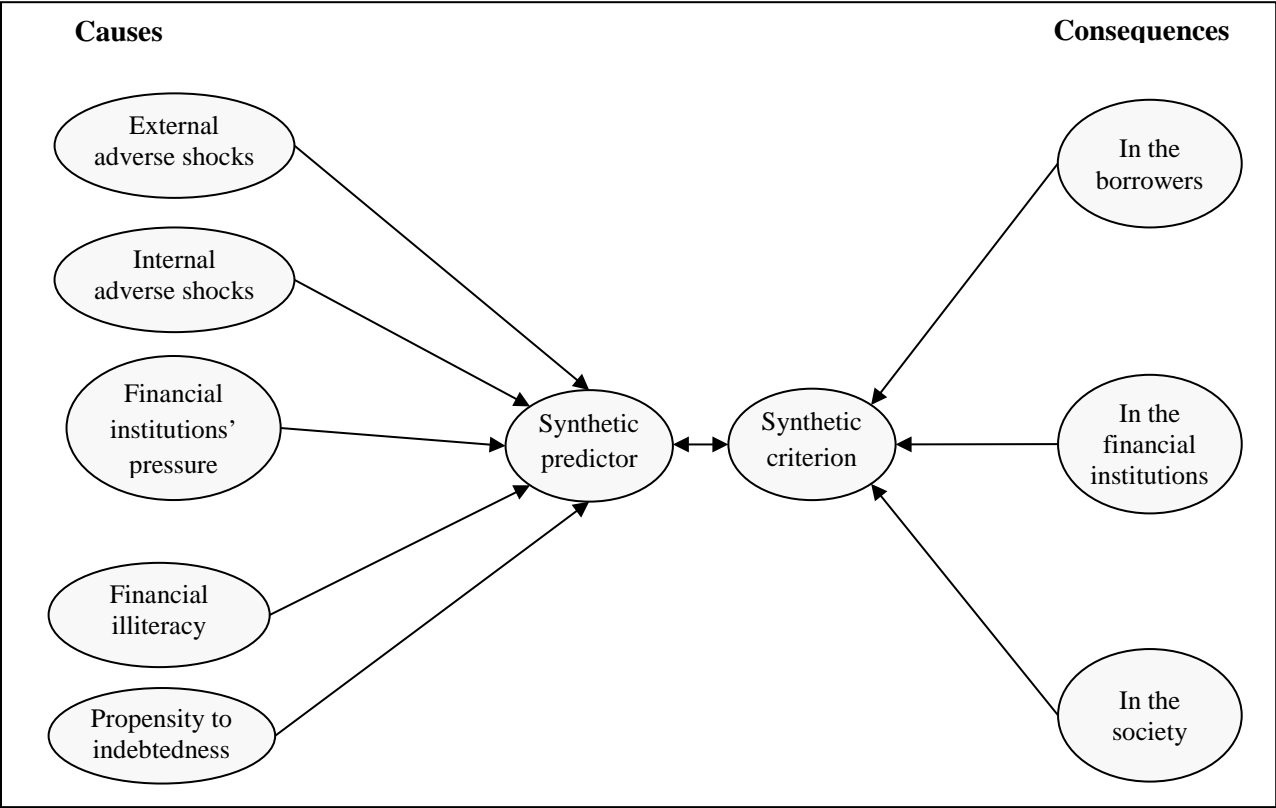 Causes
Consequences
External
adverse shocks
Internal
adverse shocks
Financial
institutions’
pressure
Financial
illiteracy
Propensity to
indebtedness
Synthetic
predictor
Synthetic
criterion
In the
borrowers
In the
financial
institutions
In the
society